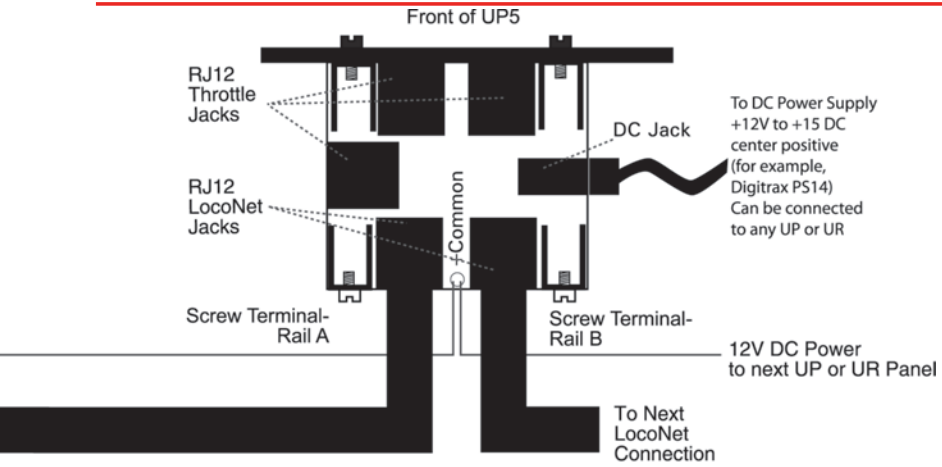 Front of UP5
RJ12
Throttle
Jacks
DC Jack
To DC Power Supply
+12V to +15 DC
center positive
(for example,
Digitrax PS14)
Can be connected
to any UP or UR
RJ12
LocoNet
Jacks
+Common
Screw Terminal-
Rail A
Screw Terminal-
Rail B
12V DC Power
to next UP or UR Panel
To Next
LocoNet
Connection